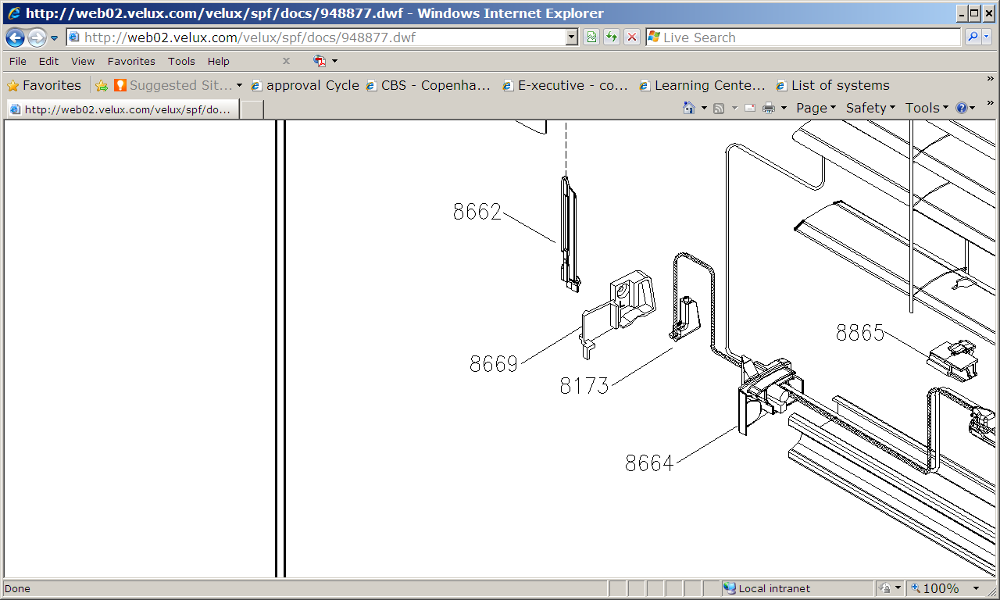 http://web02.velux.com/velux/spf/docs/948877.dwf - Windows Internet Explorer
http://web02.velux.com/velux/spf/docs/948877.dwf
Live Search
File Edit View Favorites Tools Help
x
Favorites Suggested Sit... approval Cycle CBS - Copenha... E-xecutive - co... Learning Cente... List of systems »
http://web02.velux.com/velux/spf/do... Page Safety Tools »
8662
8865
8669
8173
8664
Done Local intranet 100%